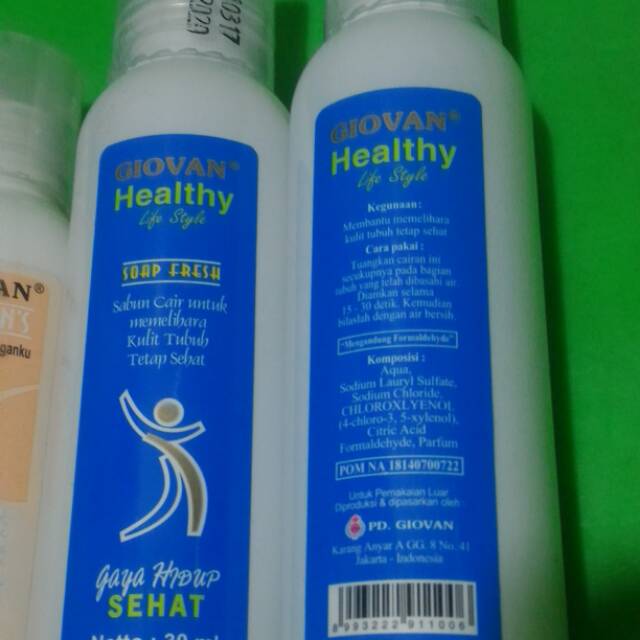 AN®
N'S
ganku
GIOVAN®
Healthy
Life Style
SOAP FRESH
Sabun Cair untuk
memelihara
Kulit Tubuh
Tetap Sehat
Gaya HIDUP
SEHAT
Netto : 30 ml
GIOVAN®
Healthy
Life Style
Kegunaan :
Membantu memelihara
kulit tubuh tetap sehat
Cara pakai :
Tuangkan cairan ini
secukupnya pada bagian
tubuh yang telah dibasahi air.
Diamkan selama
15 - 30 detik. Kemudian
bilaslah dengan air bersih.
"Mengandung Formaldehyde"
Komposisi :
Aqua,
Sodium Lauryl Sulfate,
Sodium Chloride,
CHLOROXLYENOL
(4-chloro-3, 5-xylenol),
Citric Acid
Formaldehyde, Parfum
POM NA 18140700722
Untuk Pemakaian Luar
Diproduksi & dipasarkan oleh :
PD. GIOVAN
Karang Anyar A GG. 8 No. 41
Jakarta - Indonesia
8993222911006